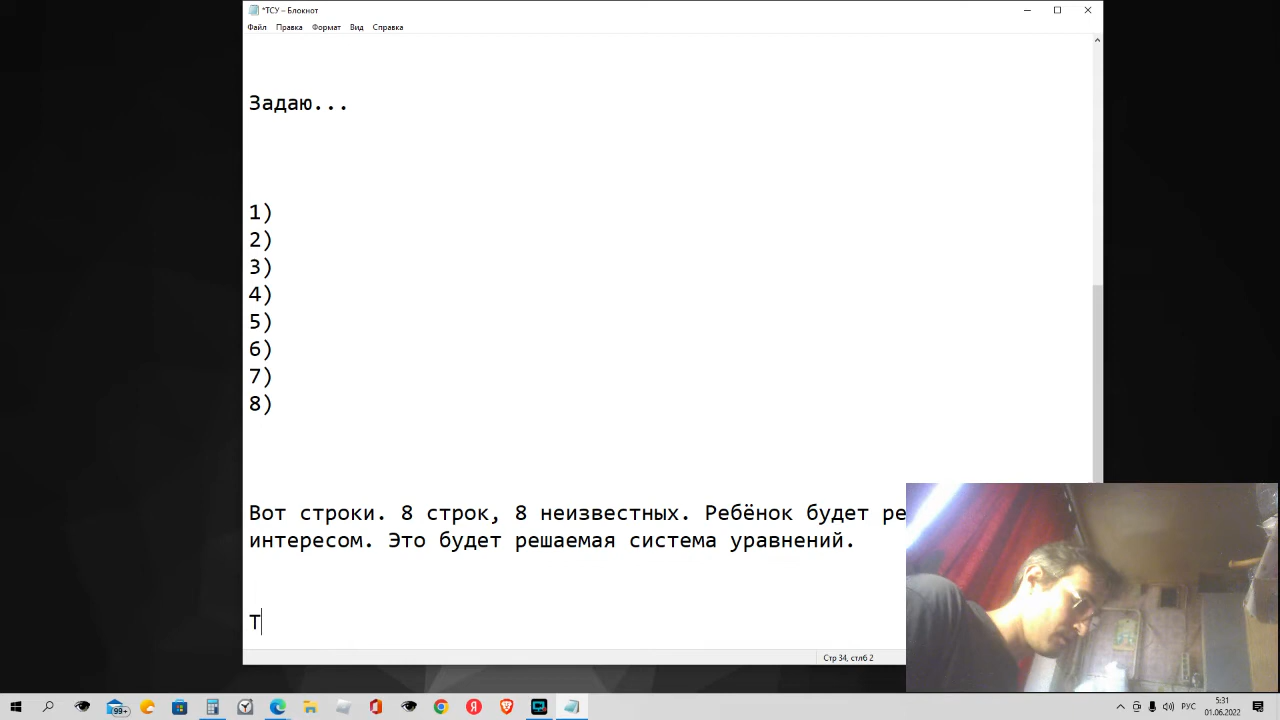 *ТСУ – Блокнот
Файл Правка Формат Вид Справка
Задаю...
1)
2)
3)
4)
5)
6)
7)
8)
Вот строки. 8 строк, 8 неизвестных. Ребёнок будет ре
интересом. Это будет решаемая система уравнений.
Т
Стр 34, стлб 2
99+
РУС
5:31
01.06.2022